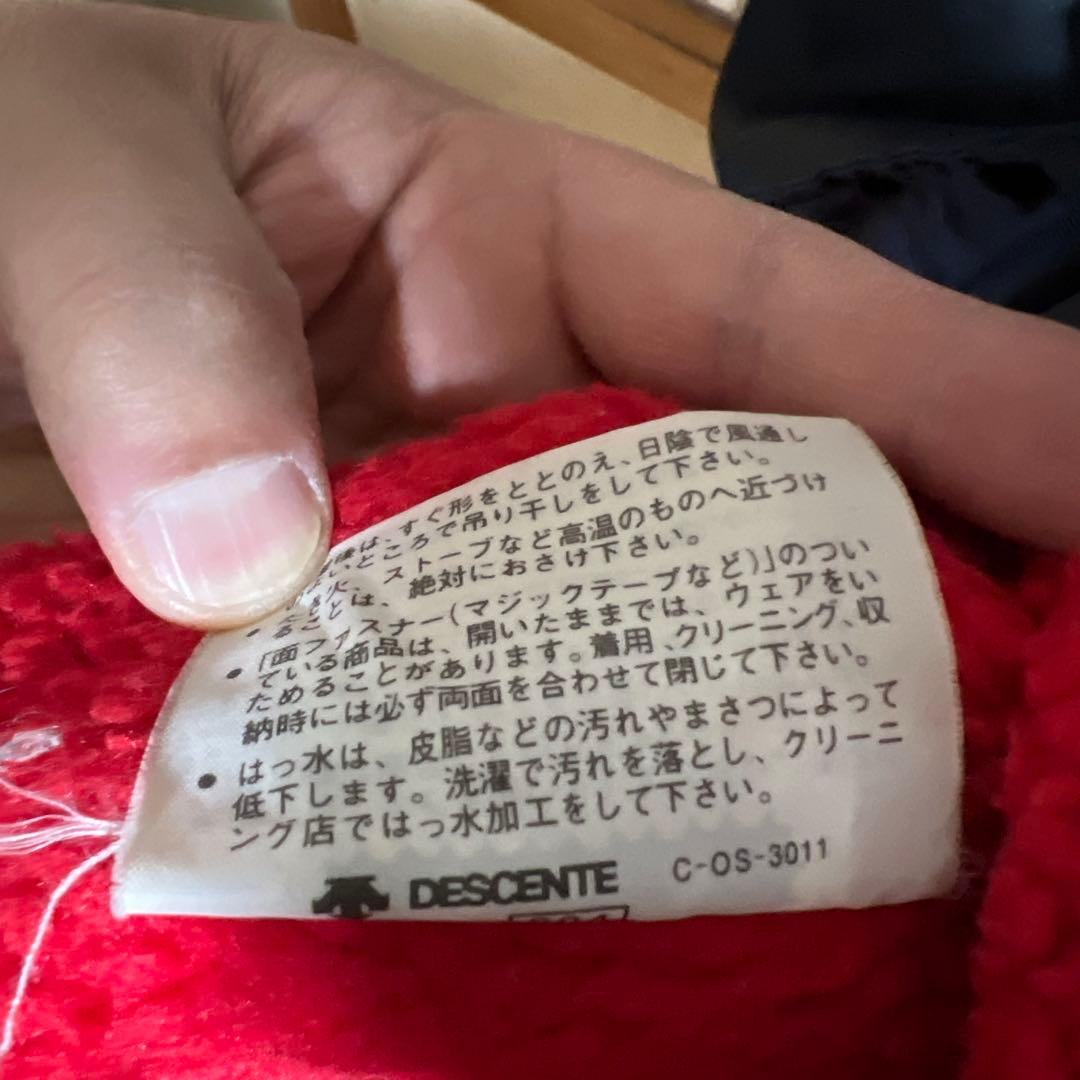 は、すぐ形をととのえ、日陰で風通し
いところで吊り干しをして下さい。
火、ストーブなど高温のものへ近づけ
ことは、絶対におさけ下さい。
・「面ファスナー(マジックテープなど)」のつい
ている商品は、開いたままでは、ウェアをい
ためることがあります。着用、クリーニング、収
納時には必ず両面を合わせて閉じて下さい。
●はっ水は、皮脂などの汚れやまさつによって
低下します。洗濯で汚れを落とし、クリーニ
ング店ではっ水加工をして下さい。
DESCENTE C-OS-3011